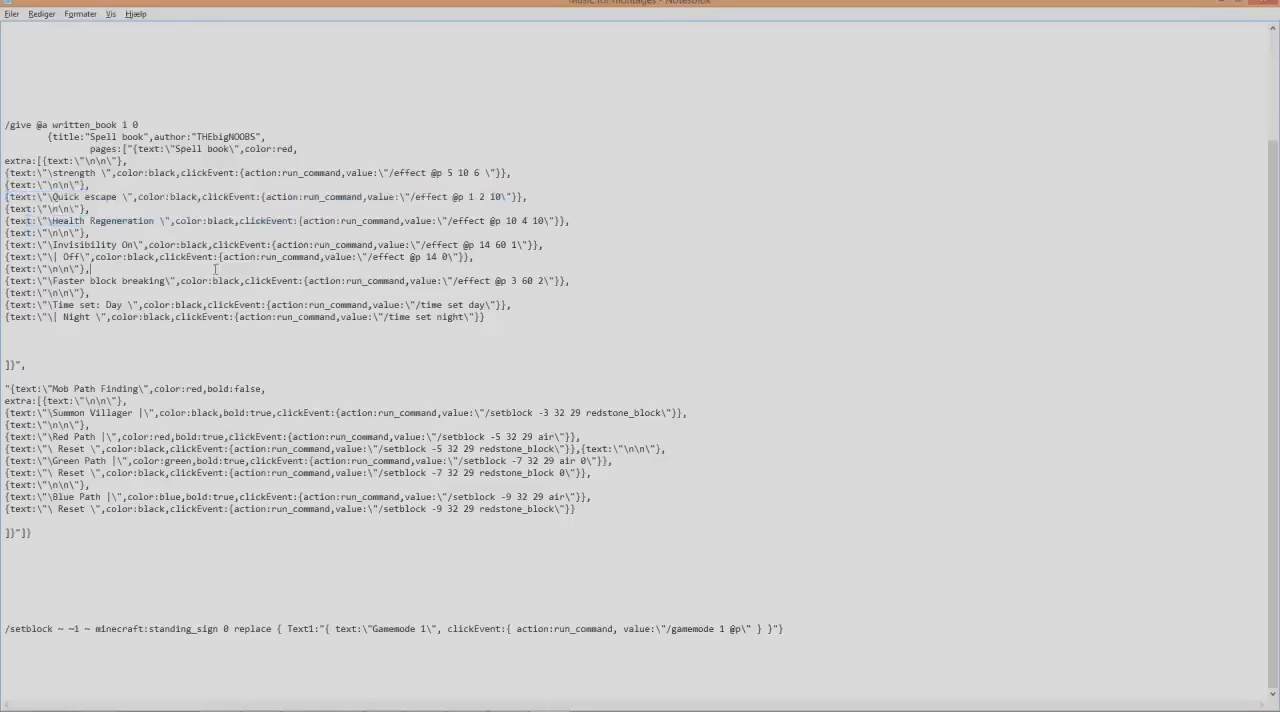 Music for montages - Notesblok
Filer Rediger Formater Vis Hjælp
/give @a written_book 1 0
{title:"Spell book",author:"THEbigNOOBS",
pages:["{text:\"Spell book\",color:red,
extra:[{text:\"\n\n\"},
{text:\"\strength \",color:black,clickEvent:{action:run_command,value:\"/effect @p 5 10 6 \"}},
{text:\"\n\n\"},
{text:\"\Quick escape \",color:black,clickEvent:{action:run_command,value:\"/effect @p 1 2 10\"}},
{text:\"\n\n\"},
{text:\"\Health Regeneration \",color:black,clickEvent:{action:run_command,value:\"/effect @p 10 4 10\"}},
{text:\"\n\n\"},
{text:\"\Invisibility On\",color:black,clickEvent:{action:run_command,value:\"/effect @p 14 60 1\"}},
{text:\"\| Off\",color:black,clickEvent:{action:run_command,value:\"/effect @p 14 0\"}},
{text:\"\n\n\"},
{text:\"\Faster block breaking\",color:black,clickEvent:{action:run_command,value:\"/effect @p 3 60 2\"}},
{text:\"\n\n\"},
{text:\"\Time set: Day \",color:black,clickEvent:{action:run_command,value:\"/time set day\"}},
{text:\"\| Night \",color:black,clickEvent:{action:run_command,value:\"/time set night\"}}
]}",
"{text:\"Mob Path Finding\",color:red,bold:false,
extra:[{text:\"\n\n\"},
{text:\"\Summon Villager |\",color:black,bold:true,clickEvent:{action:run_command,value:\"/setblock -3 32 29 redstone_block\"}},
{text:\"\n\n\"},
{text:\"\Red Path |\",color:red,bold:true,clickEvent:{action:run_command,value:\"/setblock -5 32 29 air\"}},
{text:\"\ Reset \",color:black,clickEvent:{action:run_command,value:\"/setblock -5 32 29 redstone_block\"}},{text:\"\n\n\"},
{text:\"\Green Path |\",color:green,bold:true,clickEvent:{action:run_command,value:\"/setblock -7 32 29 air 0\"}},
{text:\"\ Reset \",color:black,clickEvent:{action:run_command,value:\"/setblock -7 32 29 redstone_block 0\"}},
{text:\"\n\n\"},
{text:\"\Blue Path |\",color:blue,bold:true,clickEvent:{action:run_command,value:\"/setblock -9 32 29 air\"}},
{text:\"\ Reset \",color:black,clickEvent:{action:run_command,value:\"/setblock -9 32 29 redstone_block\"}}
]}"]}
/setblock ~ ~1 ~ minecraft:standing_sign 0 replace { Text1:"{ text:\"Gamemode 1\", clickEvent:{ action:run_command, value:\"/gamemode 1 @p\" } }"}